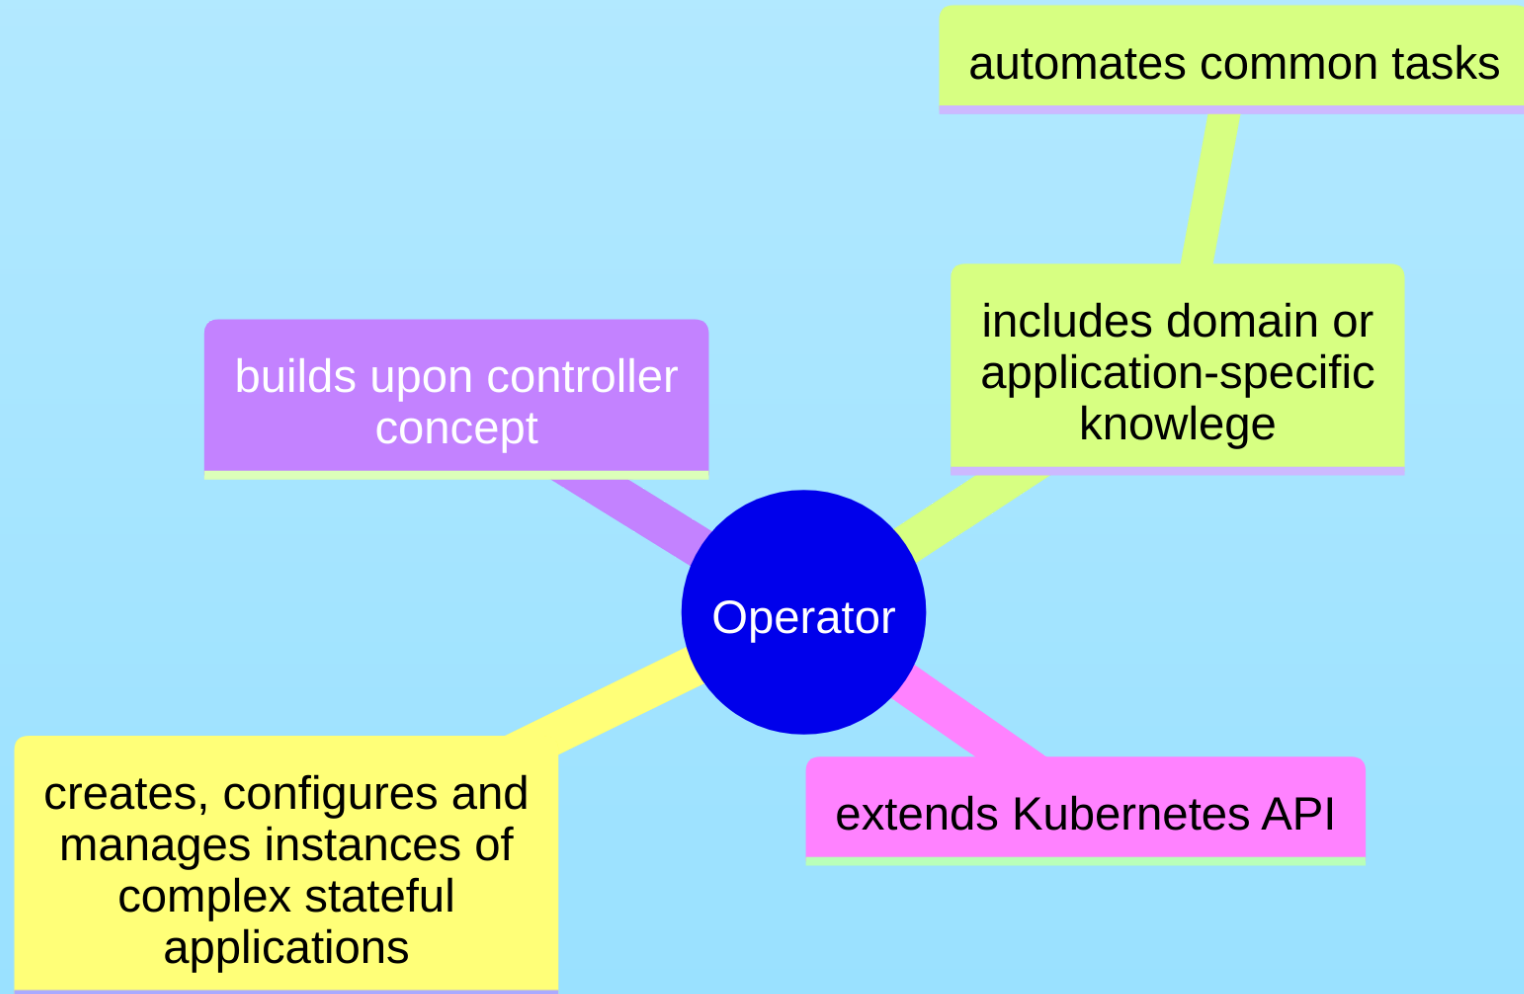 automates common tasks
includes domain or
application-specific
knowlege
builds upon controller
concept
Operator
creates, configures and
manages instances of
complex stateful
applications
extends Kubernetes API